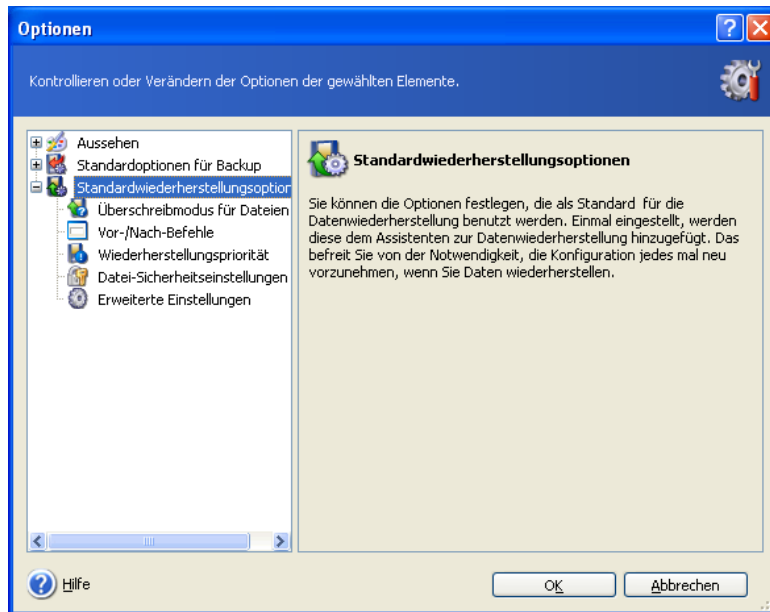 Optionen
Kontrollieren oder Verändern der Optionen der gewählten Elemente.
Aussehen
Standardoptionen für Backup
Standardwiederherstellungsoption
Überschreibmodus für Dateien
Vor-/Nach-Befehle
Wiederherstellungspriorität
Datei-Sicherheitseinstellungen
Erweiterte Einstellungen
Standardwiederherstellungsoptionen
Sie können die Optionen festlegen, die als Standard für die
Datenwiederherstellung benutzt werden. Einmal eingestellt, werden
diese dem Assistenten zur Datenwiederherstellung hinzugefügt. Das
befreit Sie von der Notwendigkeit, die Konfiguration jedes mal neu
vorzunehmen, wenn Sie Daten wiederherstellen.
Hilfe
OK
Abbrechen